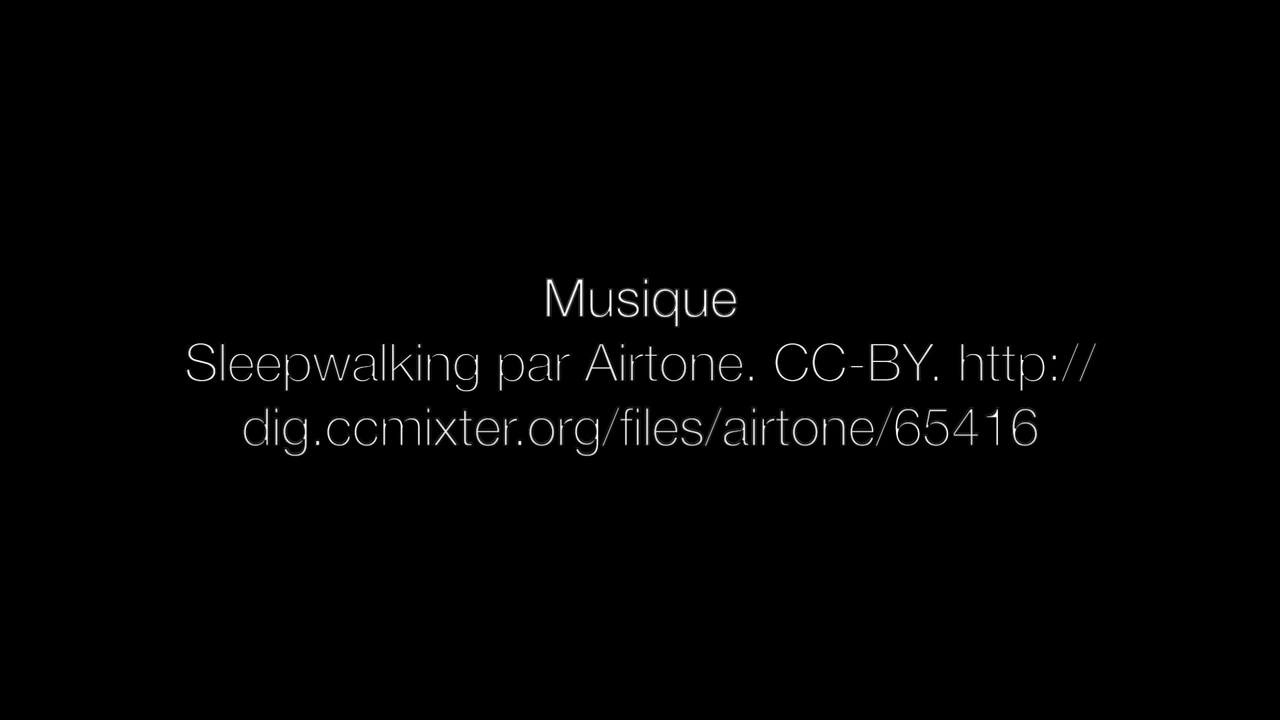 Musique
Sleepwalking par Airtone. CC-BY. http://
dig.ccmixter.org/files/airtone/65416